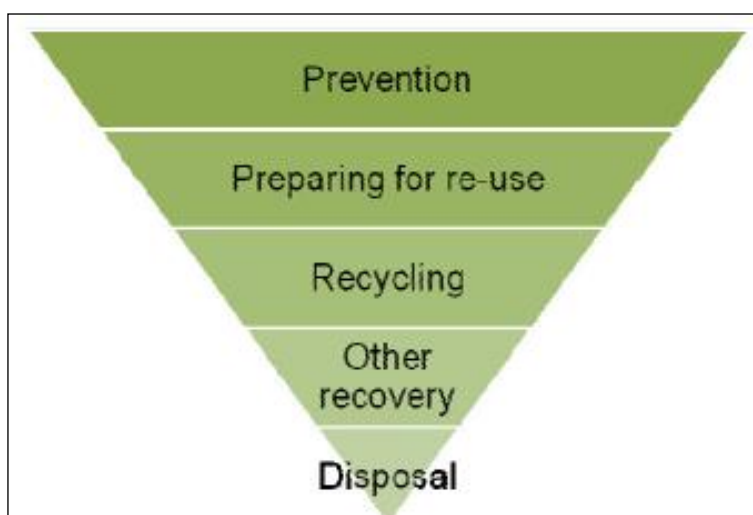 Prevention
Preparing for re-use
Recycling
Other
recovery
Disposal